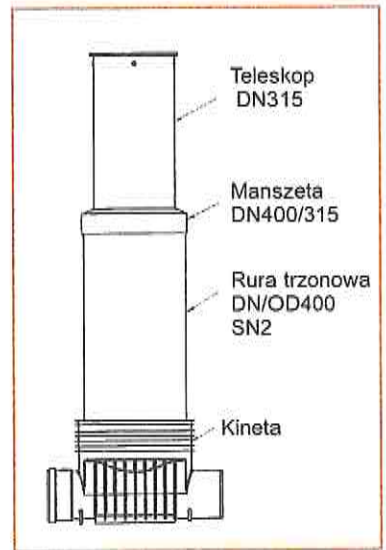 Teleskop
DN315
Manszeta
DN400/315
Rura trzonowa
DN/OD400
SN2
Kineta